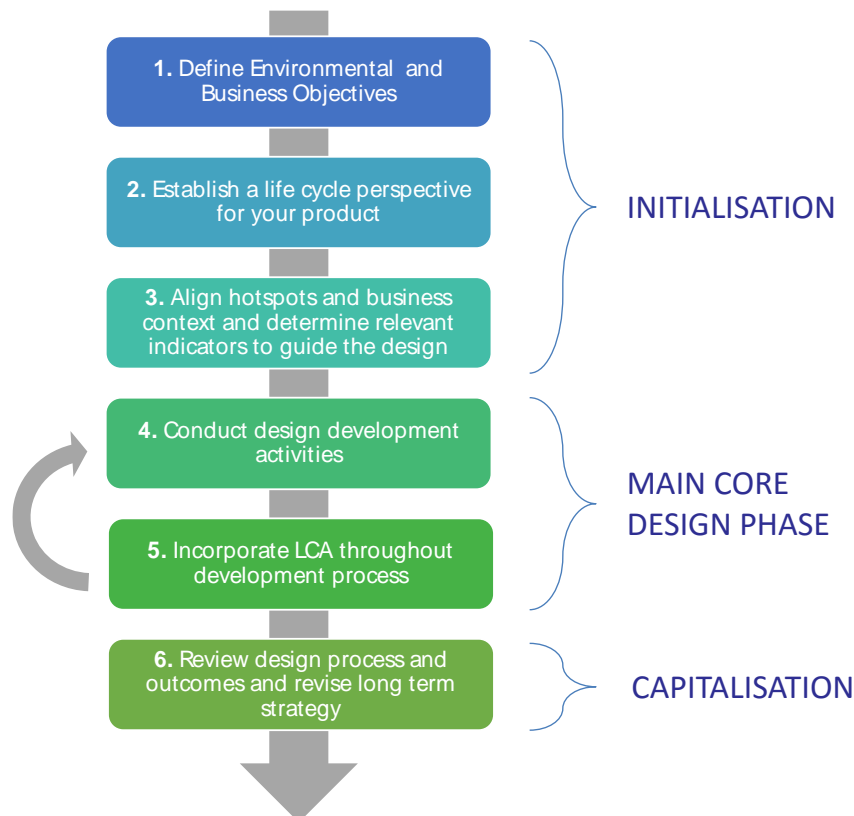 1. Define Environmental and
Business Objectives
2. Establish a life cycle perspective
for your product
INITIALISATION
3. Align hotspots and business
context and determine relevant
indicators to guide the design
4. Conduct design development
activities
MAIN CORE
DESIGN PHASE
5. Incorporate LCA throughout
development process
6. Review design process and
outcomes and revise long term
strategy
CAPITALISATION